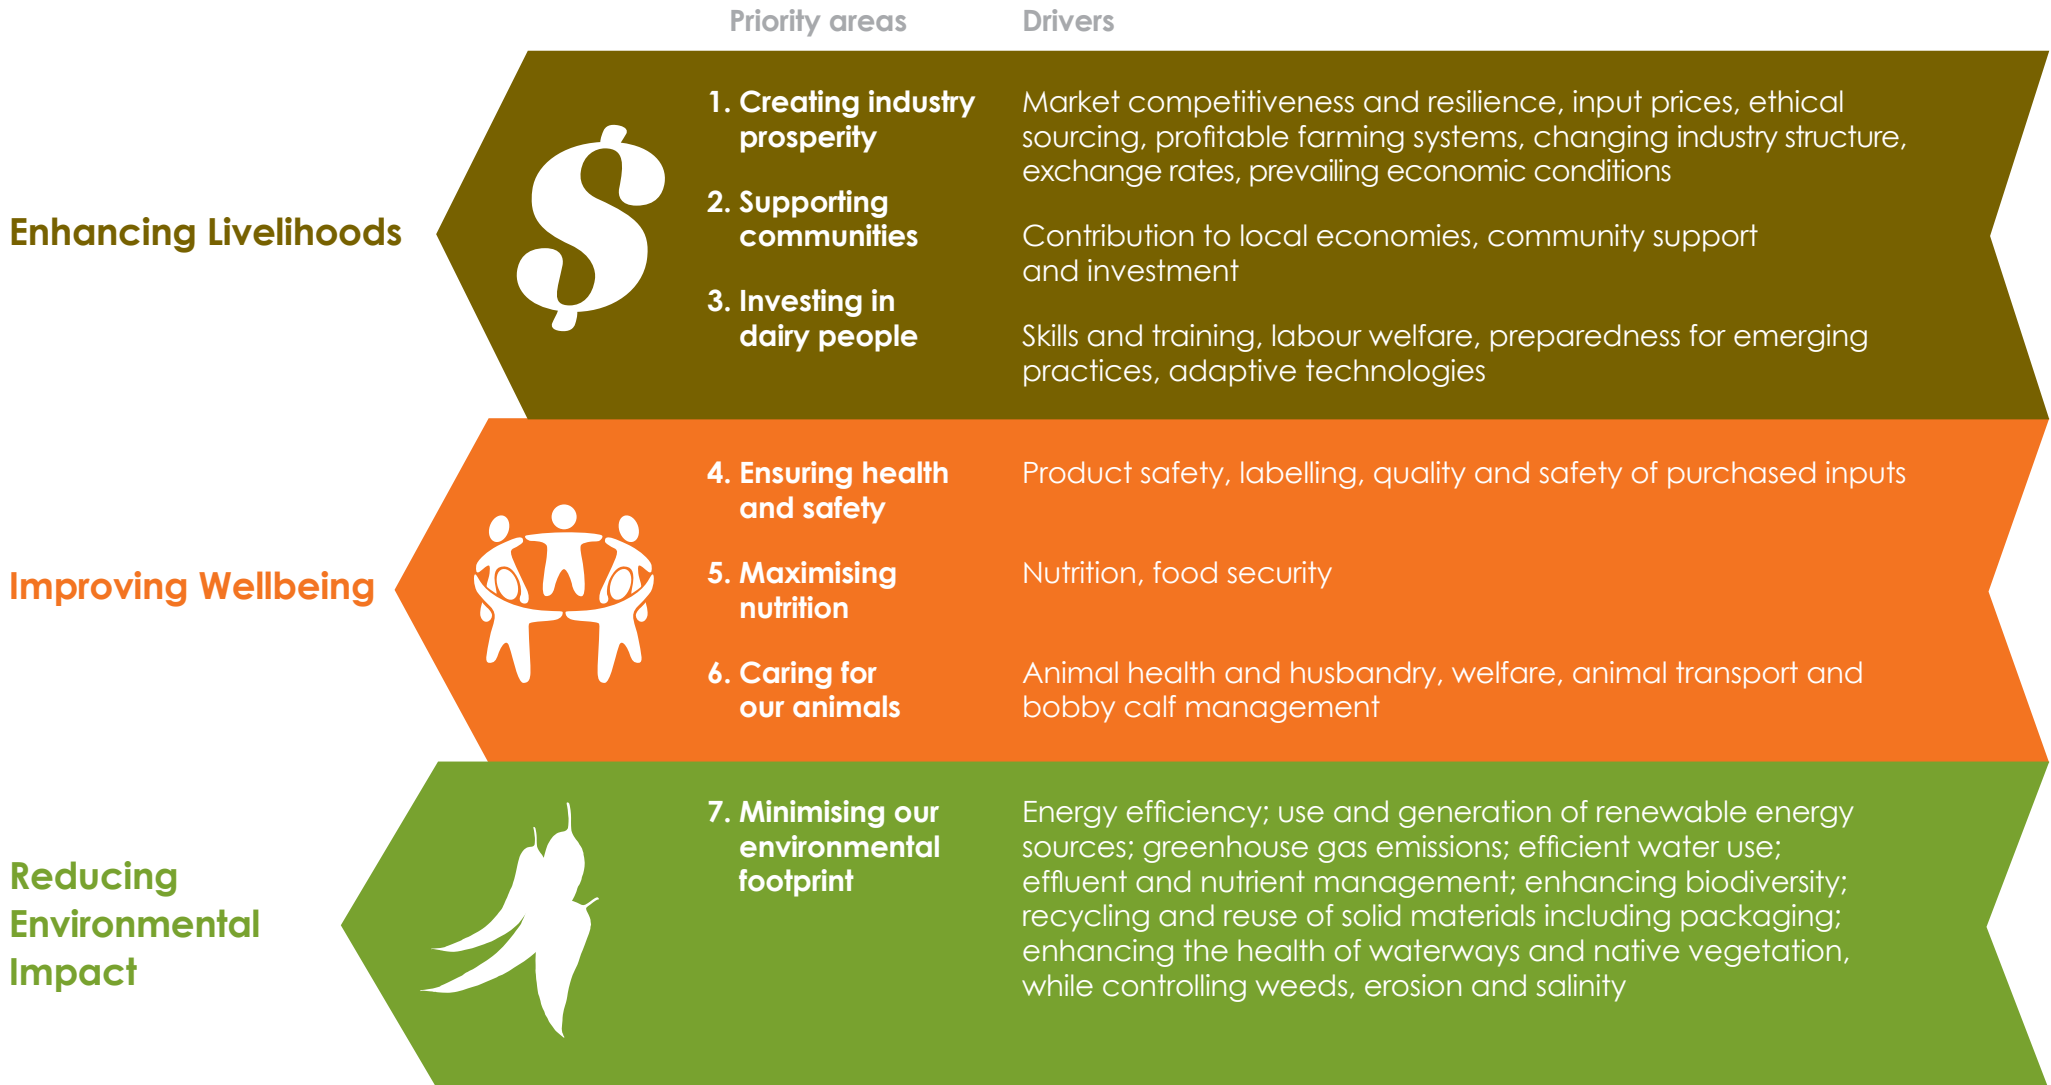 Priority areas
Drivers
Enhancing Livelihoods
1. Creating industry
prosperity
Market competitiveness and resilience, input prices, ethical
sourcing, profitable farming systems, changing industry structure,
exchange rates, prevailing economic conditions
2. Supporting
communities
Contribution to local economies, community support
and investment
3. Investing in
dairy people
Skills and training, labour welfare, preparedness for emerging
practices, adaptive technologies
Improving Wellbeing
4. Ensuring health
and safety
Product safety, labelling, quality and safety of purchased inputs
5. Maximising
nutrition
Nutrition, food security
6. Caring for
our animals
Animal health and husbandry, welfare, animal transport and
bobby calf management
Reducing
Environmental
Impact
7. Minimising our
environmental
footprint
Energy efficiency; use and generation of renewable energy
sources; greenhouse gas emissions; efficient water use;
effluent and nutrient management; enhancing biodiversity;
recycling and reuse of solid materials including packaging;
enhancing the health of waterways and native vegetation,
while controlling weeds, erosion and salinity